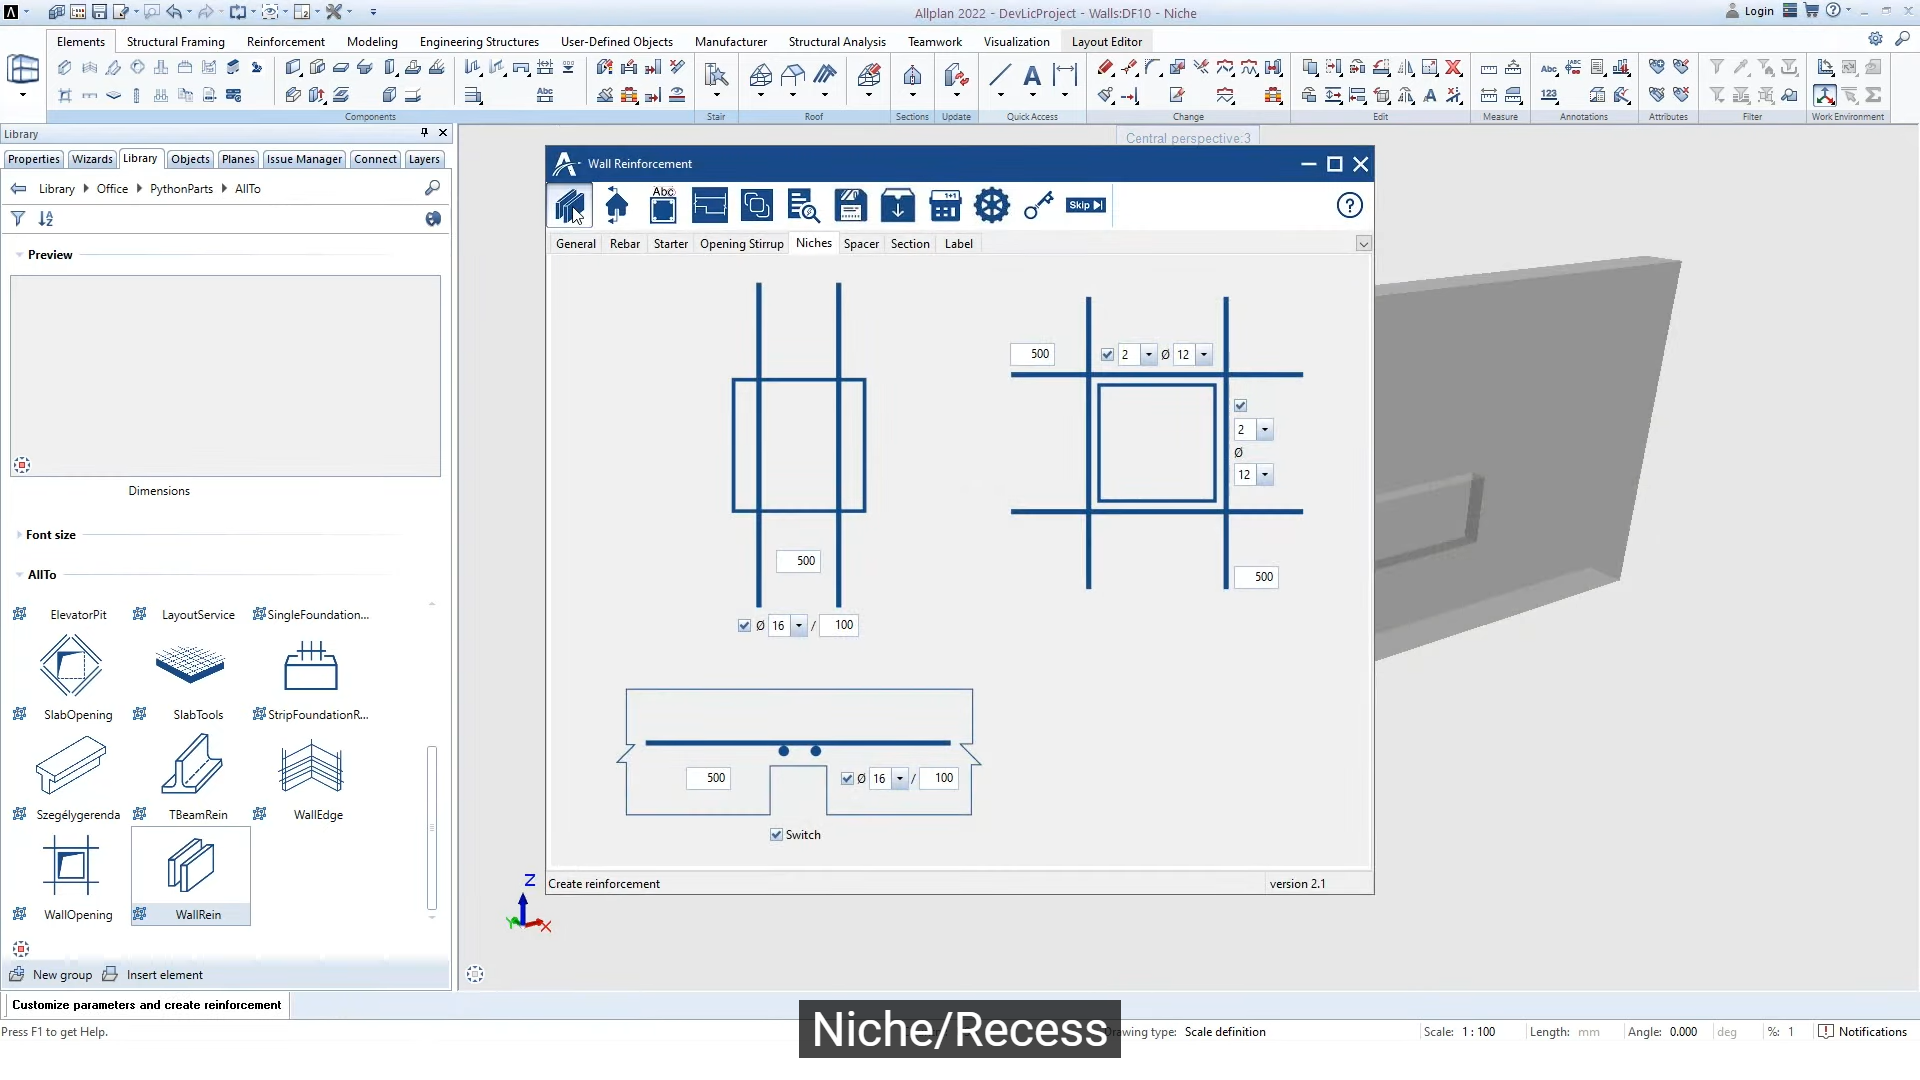 Allplan 2022 - DevLicProject - Walls:DF10 - Niche
Login
Elements Structural Framing Reinforcement Modeling Engineering Structures User-Defined Objects Manufacturer Structural Analysis Teamwork Visualization Layout Editor
Components Stair Roof Sections Update Quick Access Change Edit Measure Annotations Attributes Filter Work Environment
Library
Properties Wizards Library Objects Planes Issue Manager Connect Layers
Library Office PythonParts AllTo
Preview
Dimensions
Font size
AllTo
ElevatorPit LayoutService SingleFoundation...
SlabOpening SlabTools StripFoundationR...
Szegélygerenda TBeamRein WallEdge
WallOpening WallRein
New group Insert element
Customize parameters and create reinforcement
Press F1 to get Help.
Central perspective:3
Wall Reinforcement
Abc
1+1
Skip
General Rebar Starter Opening Stirrup Niches Spacer Section Label
500 2 Ø 12
2
Ø
12
500
500
Ø 16 / 100
500 Ø 16 / 100
Switch
Create reinforcement version 2.1
Z
X
Niche/Recess
rawing type: Scale definition Scale: 1 : 100 Length: mm Angle: 0.000 deg %: 1 Notifications